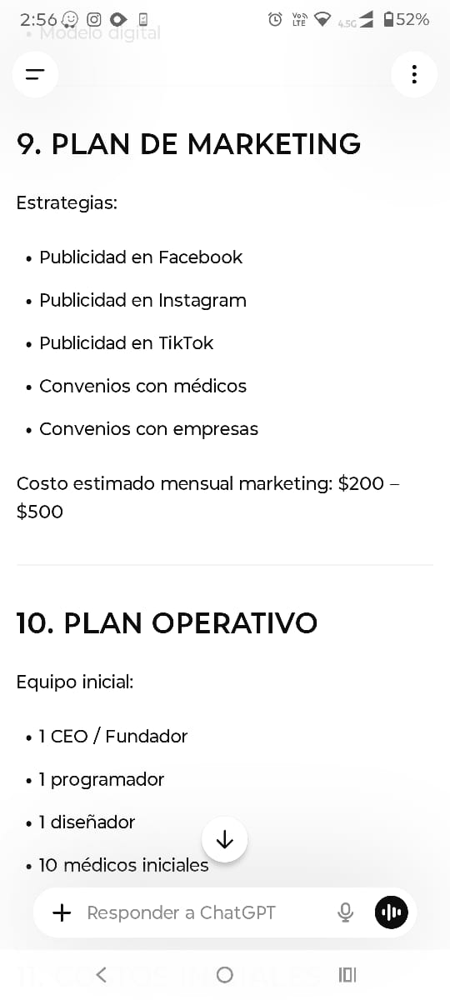 2:56
VoD LTE 4.5G 52%
• Modelo digital
9. PLAN DE MARKETING
Estrategias:
• Publicidad en Facebook
• Publicidad en Instagram
• Publicidad en TikTok
• Convenios con médicos
• Convenios con empresas
Costo estimado mensual marketing: $200 –
$500
10. PLAN OPERATIVO
Equipo inicial:
• 1 CEO / Fundador
• 1 programador
• 1 diseñador
• 10 médicos iniciales
Responder a ChatGPT
11. COSTOS INICIALES